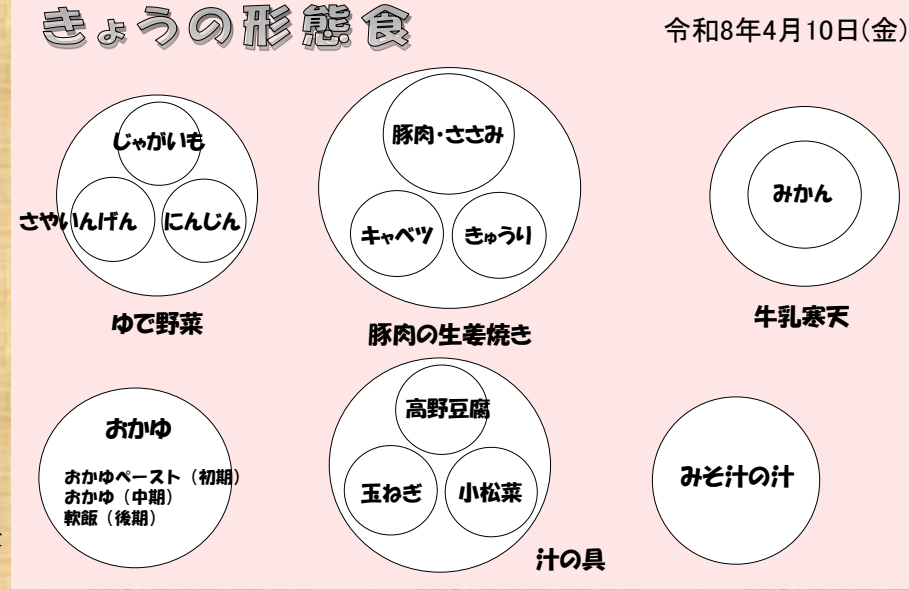 きょうの形態食
令和8年4月10日(金)
じゃがいも
さやいんげん
にんじん
ゆで野菜
豚肉・ささみ
キャベツ
きゅうり
豚肉の生姜焼き
みかん
牛乳寒天
おかゆ
おかゆペースト（初期）
おかゆ（中期）
軟飯（後期）
高野豆腐
玉ねぎ
小松菜
汁の具
みそ汁の汁